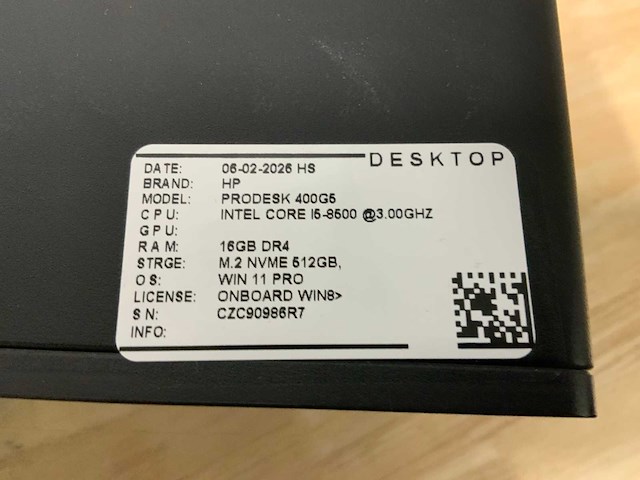 DESKTOP
DATE: 06-02-2026 HS
BRAND: HP
MODEL: PRODESK 400G5
CPU: INTEL CORE I5-8500 @3.00GHZ
GPU:
RAM: 16GB DR4
STRGE: M.2 NVME 512GB,
OS: WIN 11 PRO
LICENSE: ONBOARD WIN8>
SN: CZC90986R7
INFO: